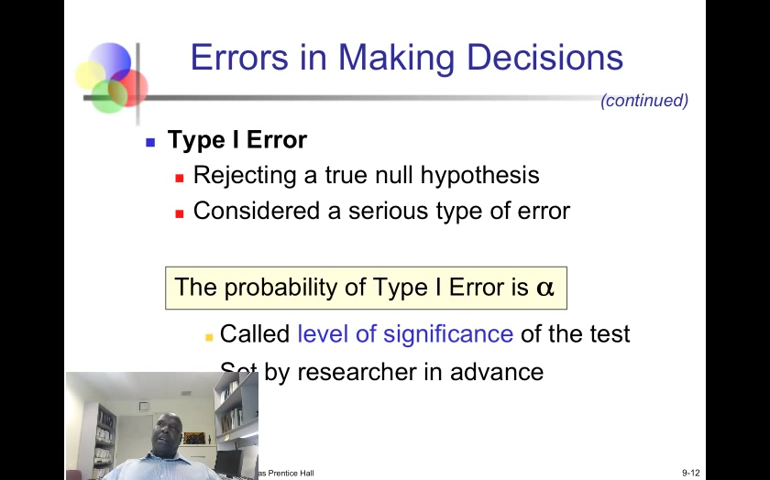 Errors in Making Decisions
(continued)
Type I Error
Rejecting a true null hypothesis
Considered a serious type of error
The probability of Type I Error is α
Called level of significance of the test
Set by researcher in advance
as Prentice Hall
9-12